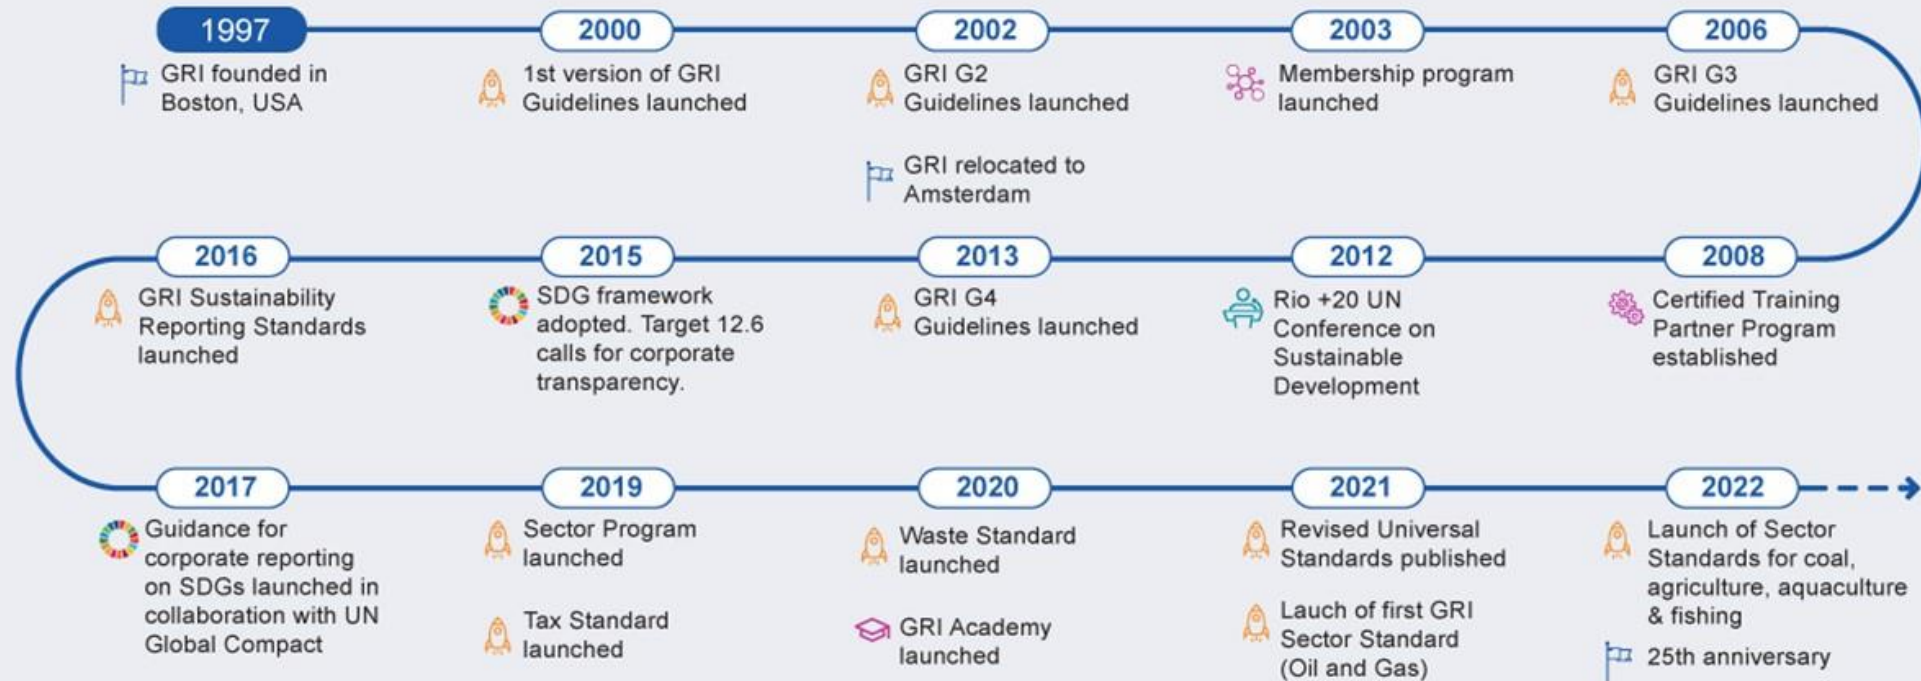 1997
GRI founded in
Boston, USA
2000
1st version of GRI
Guidelines launched
2002
GRI G2
Guidelines launched
GRI relocated to
Amsterdam
2003
Membership program
launched
2006
GRI G3
Guidelines launched
2008
Certified Training
Partner Program
established
2012
Rio +20 UN
Conference on
Sustainable
Development
2013
GRI G4
Guidelines launched
2015
SDG framework
adopted. Target 12.6
calls for corporate
transparency.
2016
GRI Sustainability
Reporting Standards
launched
2017
Guidance for
corporate reporting
on SDGs launched in
collaboration with UN
Global Compact
2019
Sector Program
launched
Tax Standard
launched
2020
Waste Standard
launched
GRI Academy
launched
2021
Revised Universal
Standards published
Lauch of first GRI
Sector Standard
(Oil and Gas)
2022
Launch of Sector
Standards for coal,
agriculture, aquaculture
& fishing
25th anniversary